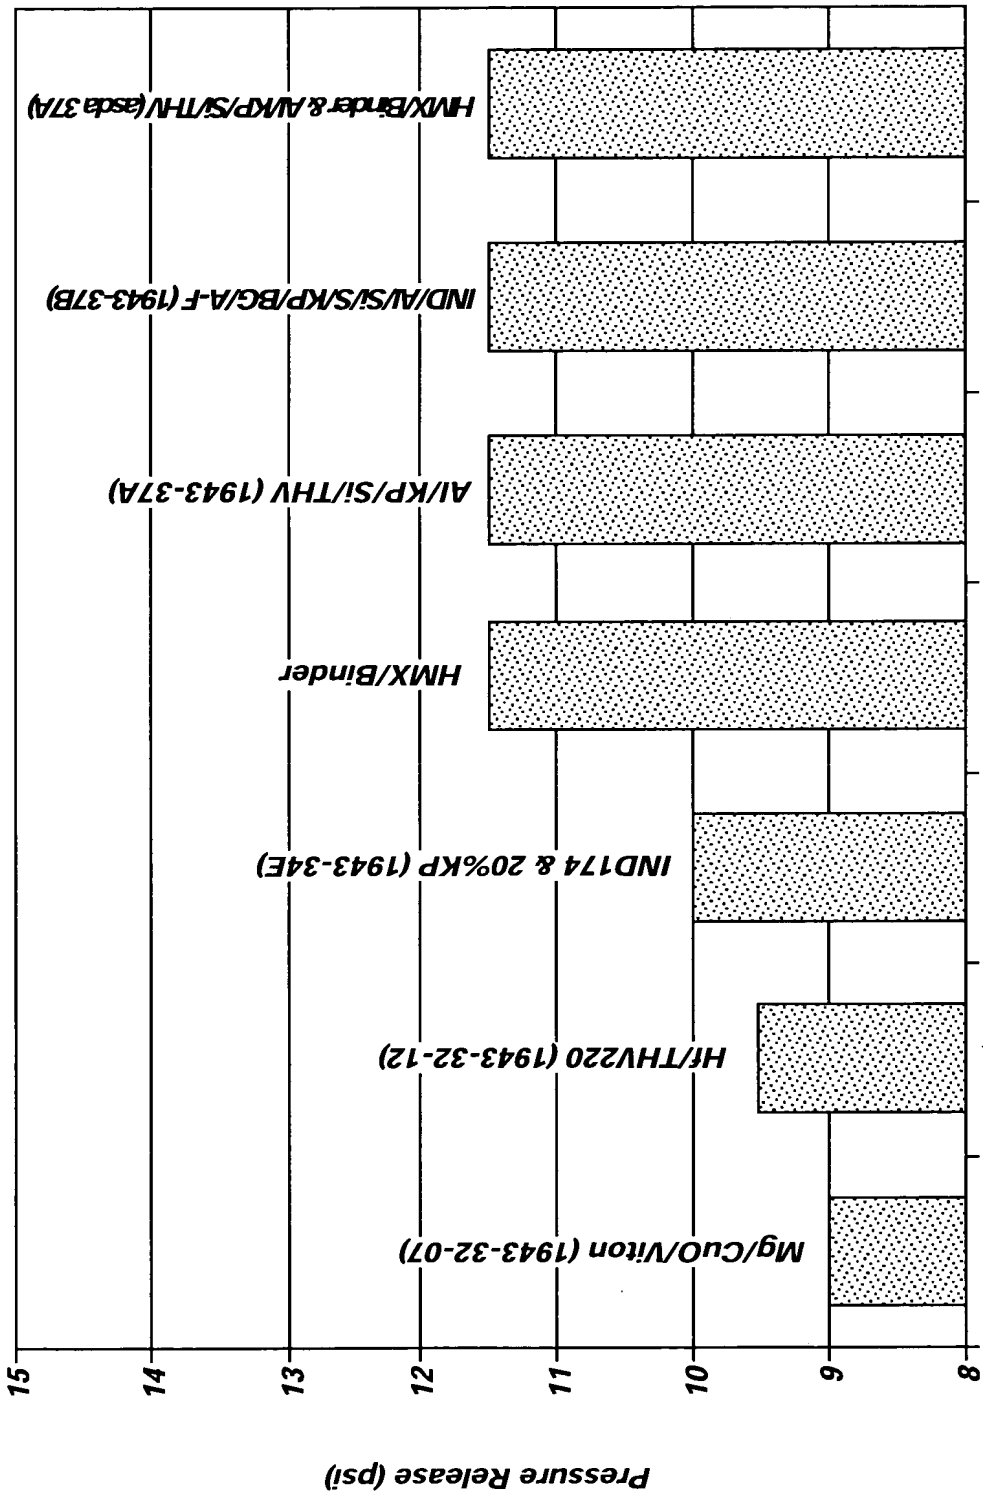 Pressure Release (psi)
15
14
13
12
11
10
9
8
Mg/CuO/Viton (1943-32-07)
Hf/THV220 (1943-32-12)
IND174 & 20%KP (1943-34E)
HMX/Binder
Al/KP/Si/THV (1943-37A)
IND/Al/Si/S/KP/BG/A-F (1943-37B)
HMX/Binder & Al/KP/Si/THV (asda 37A)